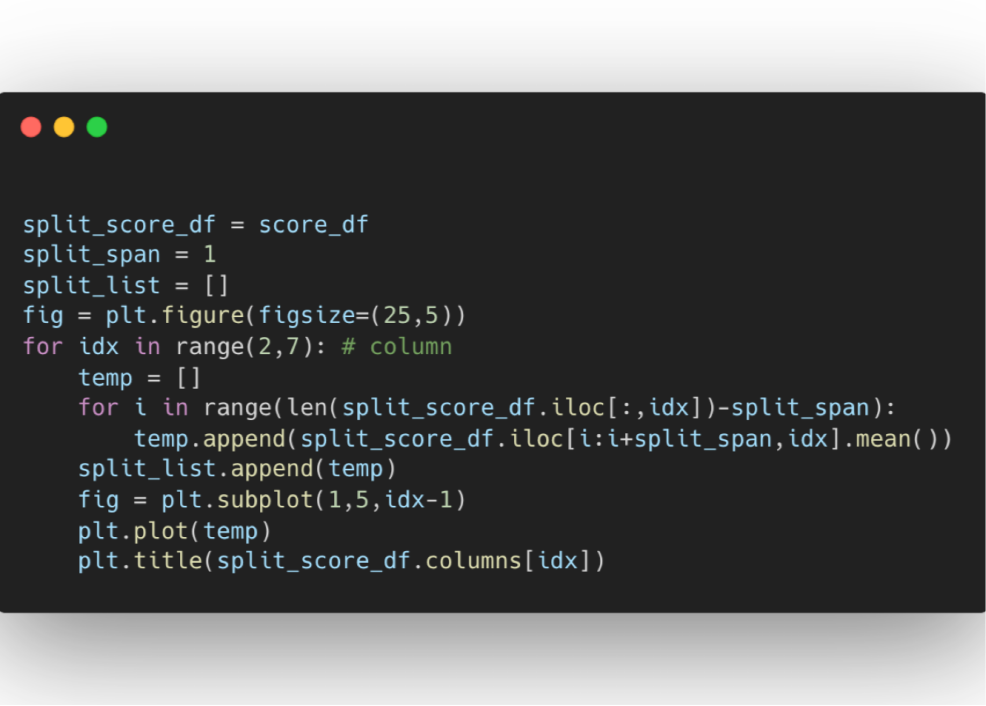 split_score_df = score_df
split_span = 1
split_list = []
fig = plt.figure(figsize=(25,5))
for idx in range(2,7): # column
    temp = []
    for i in range(len(split_score_df.iloc[:,idx])-split_span):
        temp.append(split_score_df.iloc[i:i+split_span,idx].mean())
    split_list.append(temp)
    fig = plt.subplot(1,5,idx-1)
    plt.plot(temp)
    plt.title(split_score_df.columns[idx])